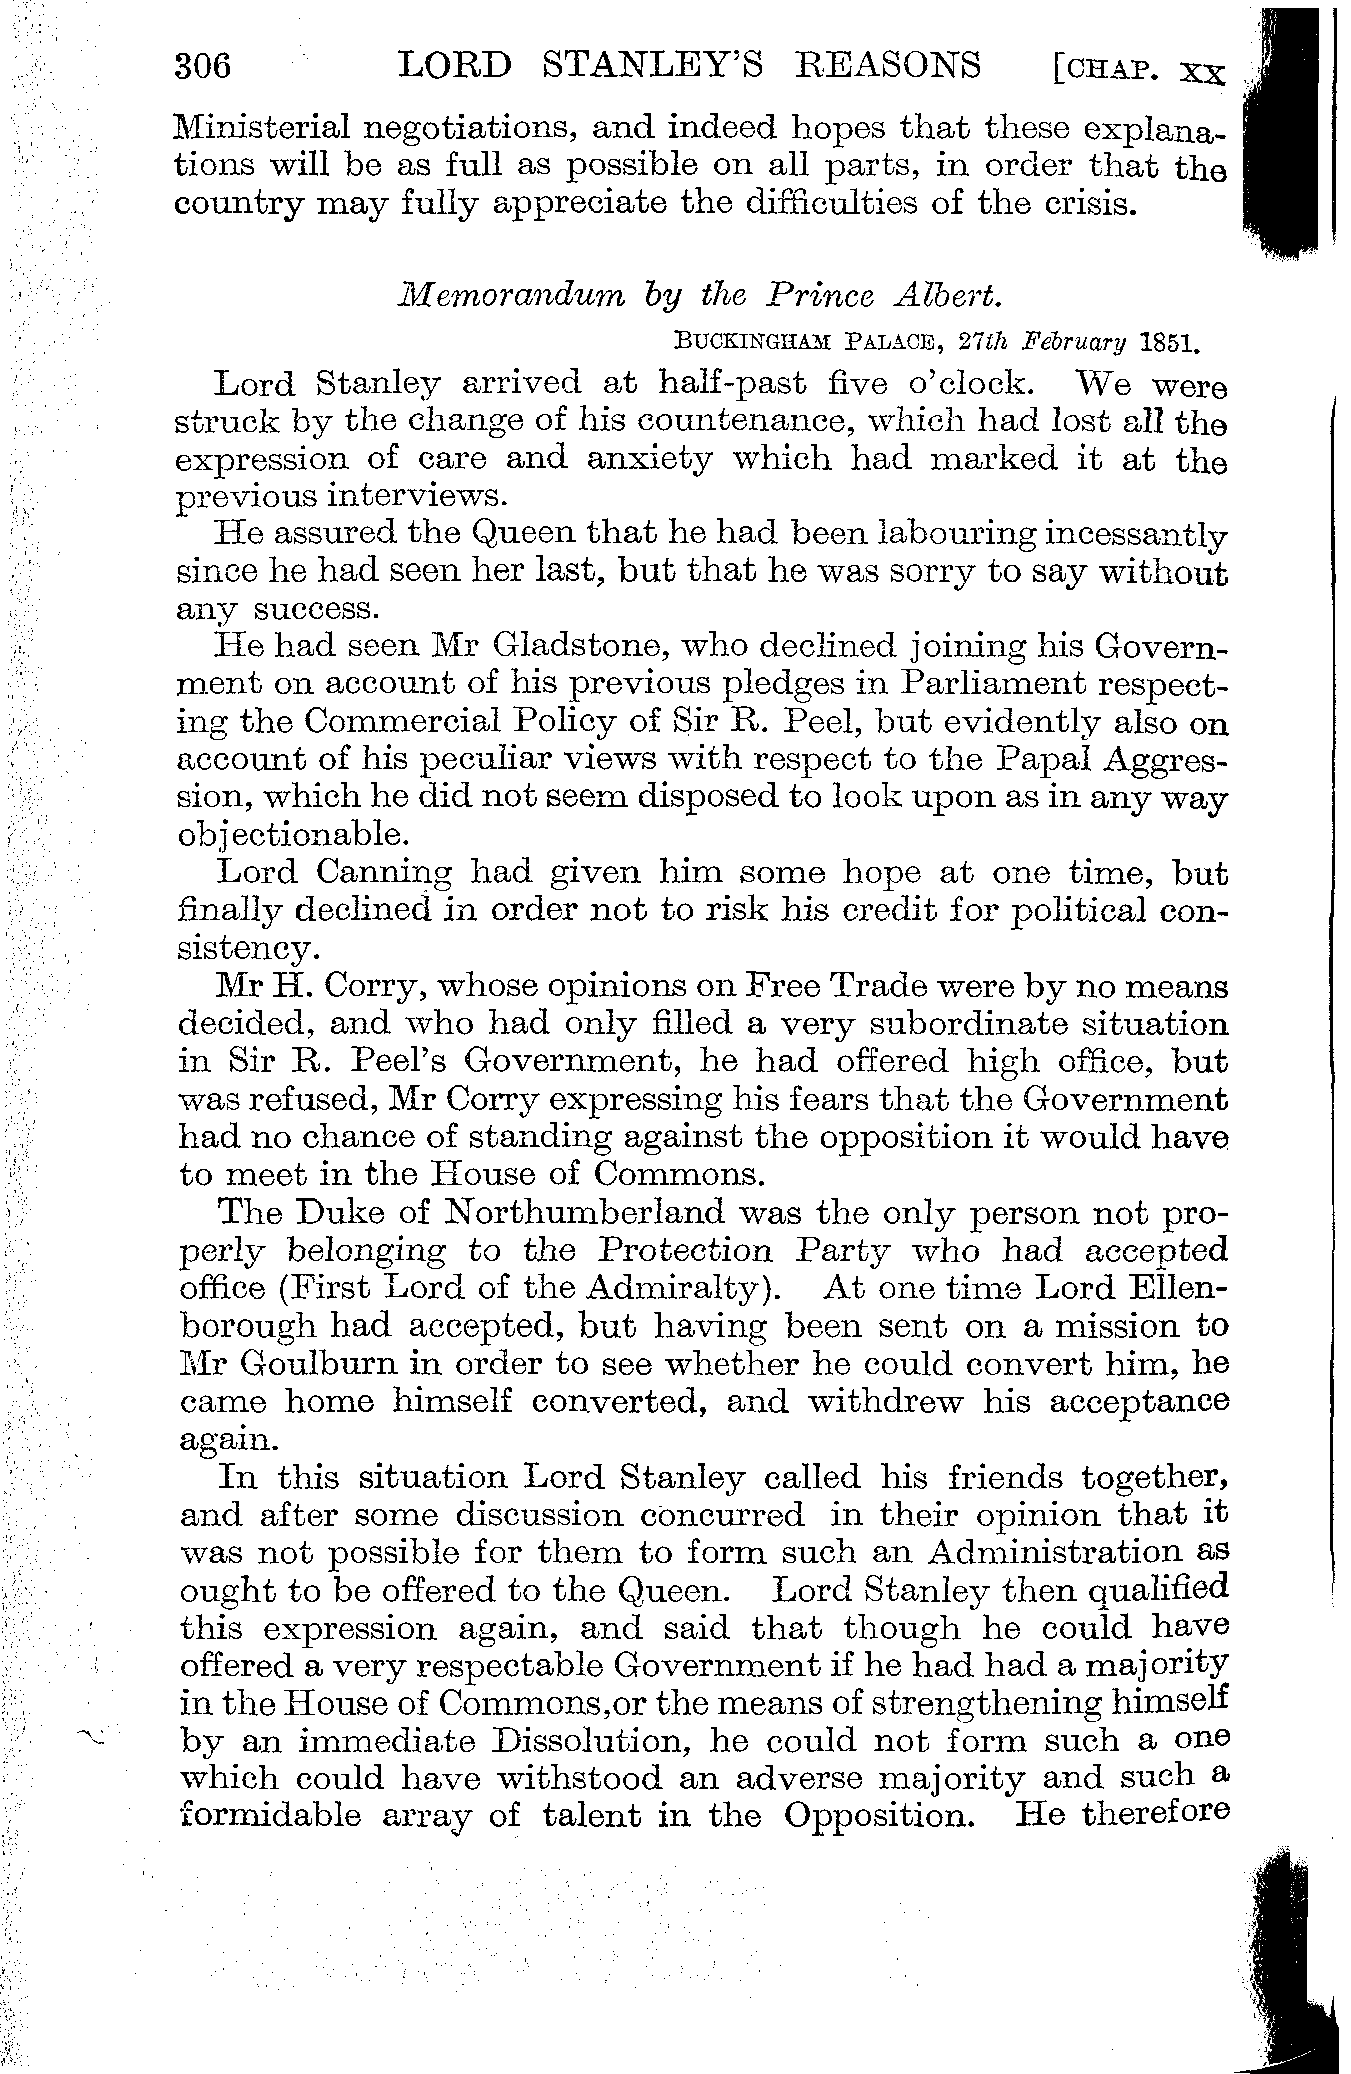 306 LORD STANLEY'S REASONS [CHAP. XX
Ministerial negotiations, and indeed hopes that these explana-
tions will be as full as possible on all parts, in order that the
country may fully appreciate the difficulties of the crisis.
Memorandum by the Prince Albert.
BUCKINGHAM PALACE, 27th February 1851.
Lord Stanley arrived at half-past five o'clock. We were
struck by the change of his countenance, which had lost all the
expression of care and anxiety which had marked it at the
previous interviews.
He assured the Queen that he had been labouring incessantly
since he had seen her last, but that he was sorry to say without
any success.
He had seen Mr Gladstone, who declined joining his Govern-
ment on account of his previous pledges in Parliament respect-
ing the Commercial Policy of Sir R. Peel, but evidently also on
account of his peculiar views with respect to the Papal Aggres-
sion, which he did not seem disposed to look upon as in any way
objectionable.
Lord Canning had given him some hope at one time, but
finally declined in order not to risk his credit for political con-
sistency.
Mr H. Corry, whose opinions on Free Trade were by no means
decided, and who had only filled a very subordinate situation
in Sir R. Peel's Government, he had offered high office, but
was refused, Mr Corry expressing his fears that the Government
had no chance of standing against the opposition it would have
to meet in the House of Commons.
The Duke of Northumberland was the only person not pro-
perly belonging to the Protection Party who had accepted
office (First Lord of the Admiralty). At one time Lord Ellen-
borough had accepted, but having been sent on a mission to
Mr Goulburn in order to see whether he could convert him, he
came home himself converted, and withdrew his acceptance
again.
In this situation Lord Stanley called his friends together,
and after some discussion concurred in their opinion that it
was not possible for them to form such an Administration as
ought to be offered to the Queen. Lord Stanley then qualified
this expression again, and said that though he could have
offered a very respectable Government if he had had a majority
in the House of Commons, or the means of strengthening himself
by an immediate Dissolution, he could not form such a one
which could have withstood an adverse majority and such a
formidable array of talent in the Opposition. He therefore